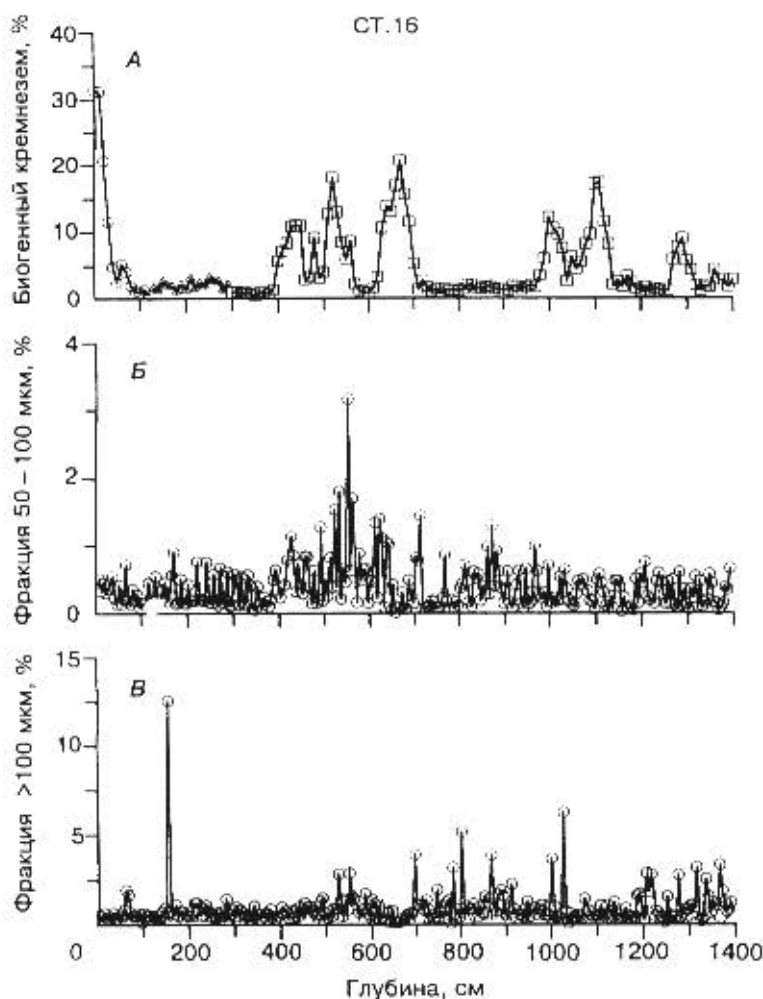 СТ.16
А
Биогенный кремнезем, %
40
30
20
10
0
Б
Фракция 50 – 100 мкм, %
4
2
0
В
Фракция >100 мкм, %
15
10
5
0 200 400 600 800 1000 1200 1400
Глубина, см